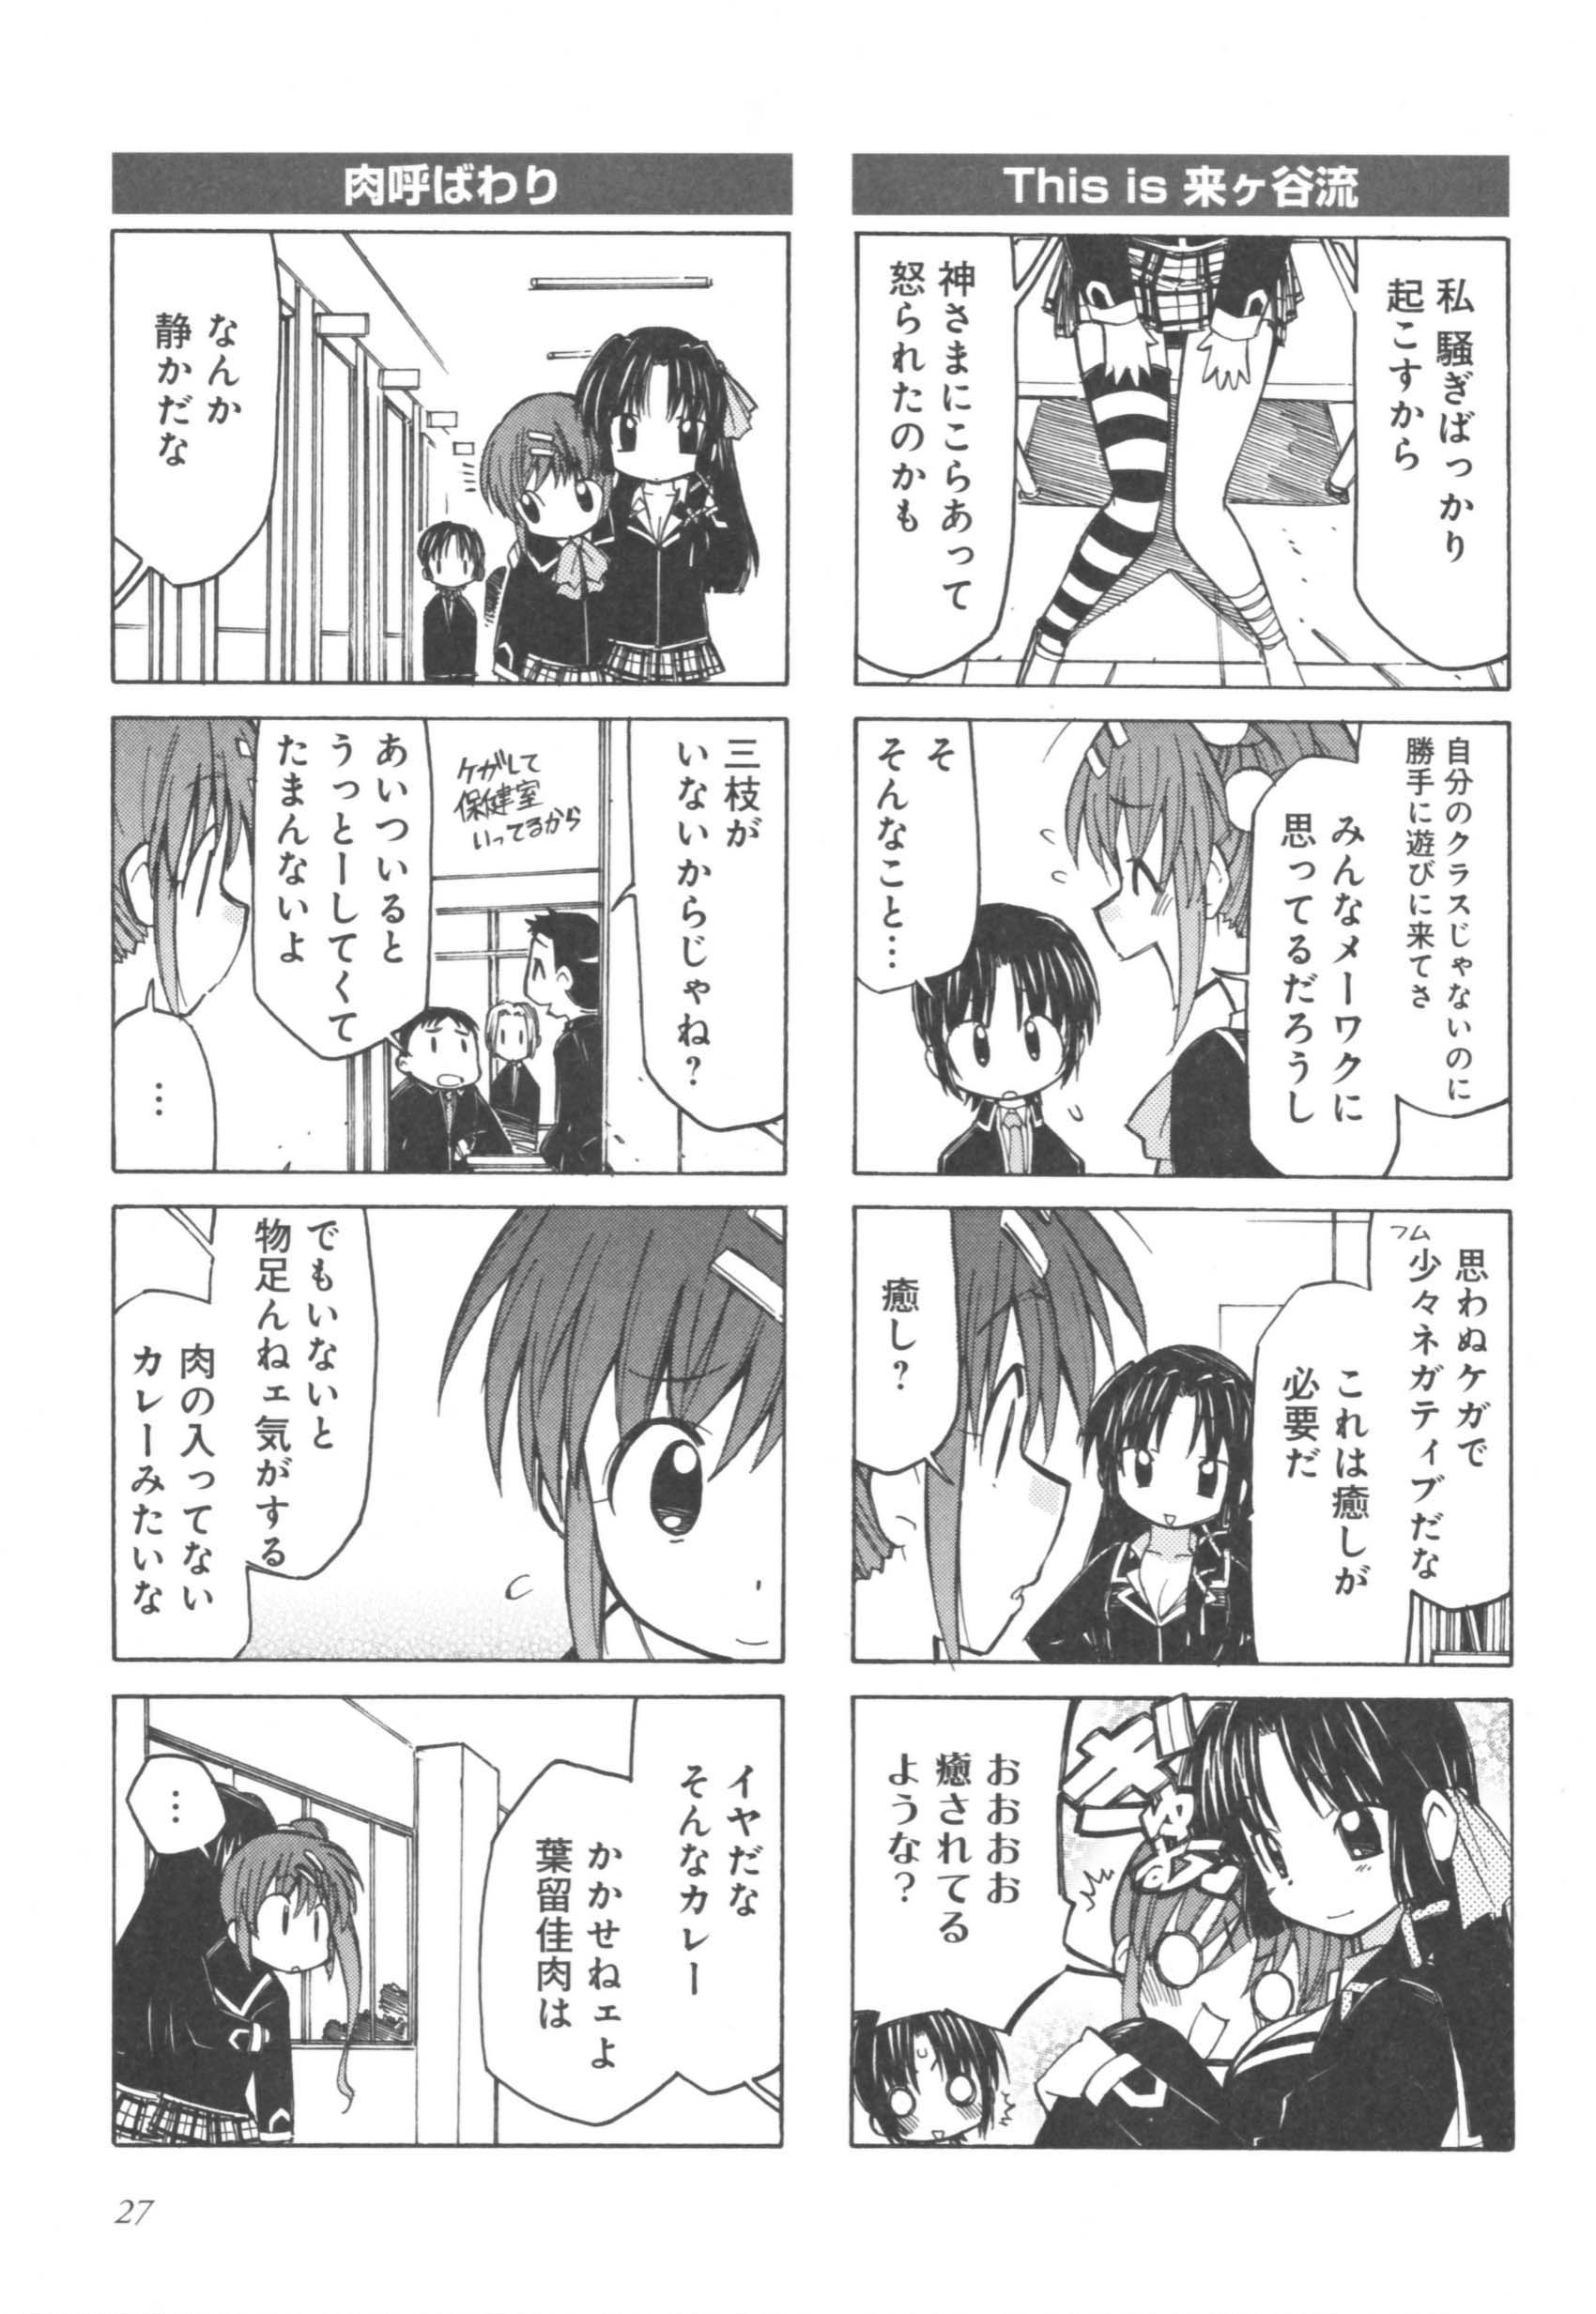 This is 来ヶ谷流
私 騒ぎばっかり
起こすから
神さまにこらあって
怒られたのかも
自分のクラスじゃないのに
勝手に遊びに来てさ
みんなメーワクに
思ってるだろうし
そ
そんなこと…
思わぬケガで
少々ネガティブだな
フム
これは癒しが
必要だ
癒し?
おおおお
癒されてる
ような?
肉呼ばわり
なんか
静かだな
三枝が
いないからじゃね?
ケガして
保健室
いってるから
あいついると
うっとーしてくて
たまんないよ
…
でもいないと
物足んねェ気がする
肉の入ってない
カレーみたいな
イヤだな
そんなカレー
かかせねェよ
葉留佳肉は
…
27